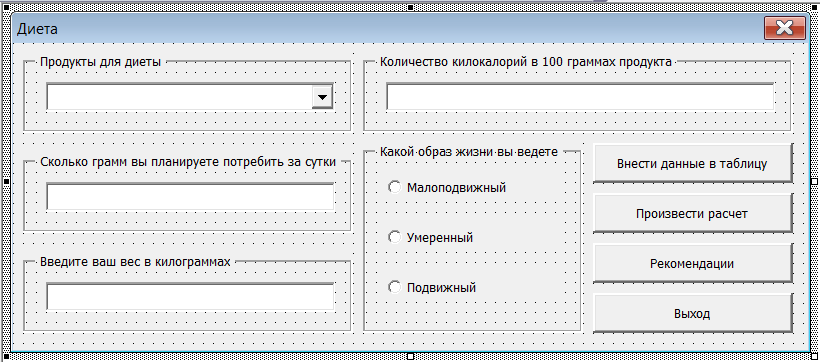 Диета
Продукты для диеты
Количество килокалорий в 100 граммах продукта
Сколько грамм вы планируете потребить за сутки
Какой образ жизни вы ведете
Малоподвижный
Умеренный
Подвижный
Введите ваш вес в килограммах
Внести данные в таблицу
Произвести расчет
Рекомендации
Выход